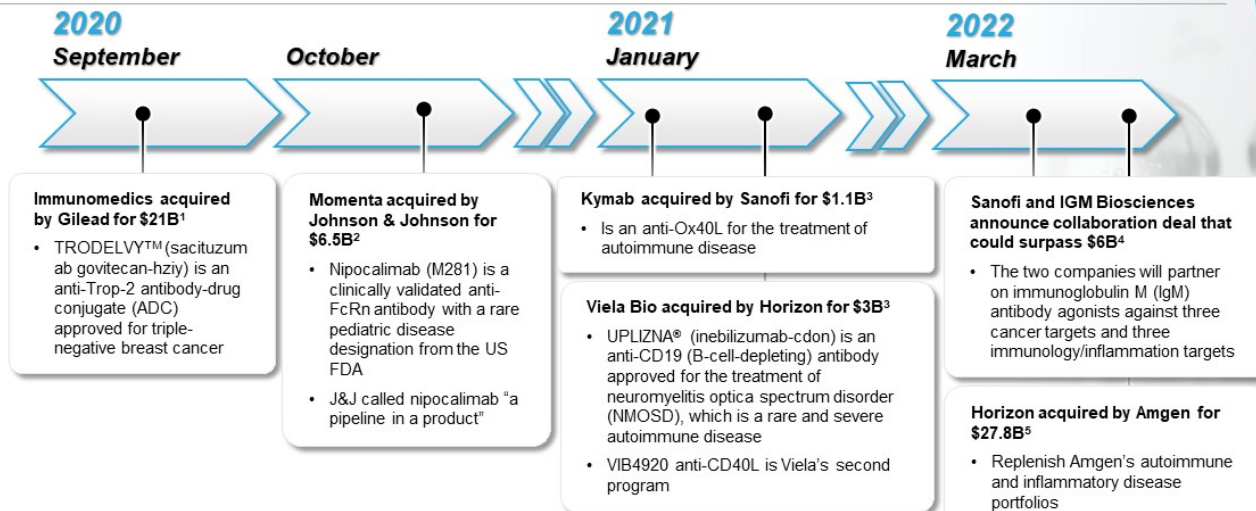 2020
September
October
2021
January
2022
March
Immunomedics acquired
by Gilead for $21B¹
• TRODELVY™ (sacituzum
ab govitecan-hziy) is an
anti-Trop-2 antibody-drug
conjugate (ADC)
approved for triple-
negative breast cancer
Momenta acquired by
Johnson & Johnson for
$6.5B²
• Nipocalimab (M281) is a
clinically validated anti-
FcRn antibody with a rare
pediatric disease
designation from the US
FDA
• J&J called nipocalimab “a
pipeline in a product”
Kymab acquired by Sanofi for $1.1B³
• Is an anti-Ox40L for the treatment of
autoimmune disease
Viela Bio acquired by Horizon for $3B³
• UPLIZNA® (inebilizumab-cdon) is an
anti-CD19 (B-cell-depleting) antibody
approved for the treatment of
neuromyelitis optica spectrum disorder
(NMOSD), which is a rare and severe
autoimmune disease
• VIB4920 anti-CD40L is Viela’s second
program
Sanofi and IGM Biosciences
announce collaboration deal that
could surpass $6B⁴
• The two companies will partner
on immunoglobulin M (IgM)
antibody agonists against three
cancer targets and three
immunology/inflammation targets
Horizon acquired by Amgen for
$27.8B⁵
• Replenish Amgen’s autoimmune
and inflammatory disease
portfolios